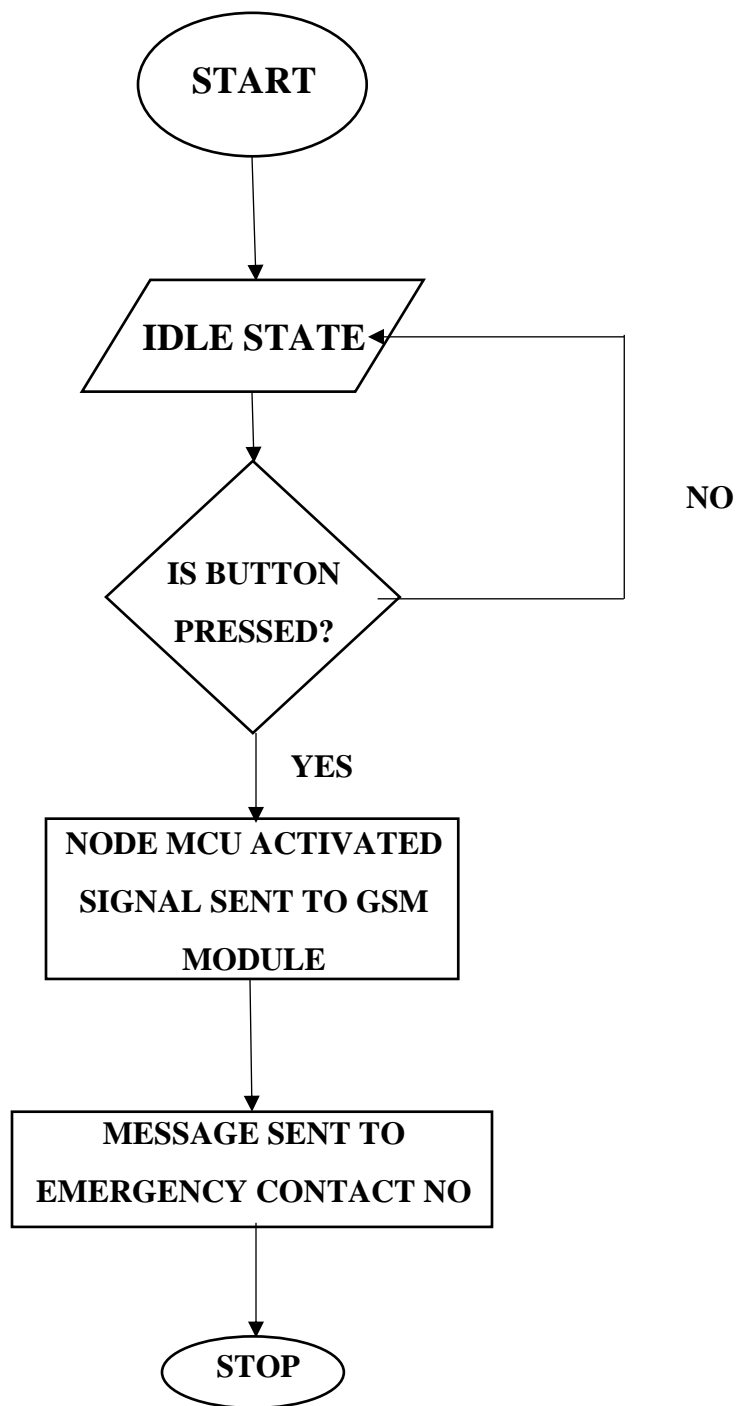 START
IDLE STATE
NO
IS BUTTON
PRESSED?
YES
NODE MCU ACTIVATED
SIGNAL SENT TO GSM
MODULE
MESSAGE SENT TO
EMERGENCY CONTACT NO
STOP